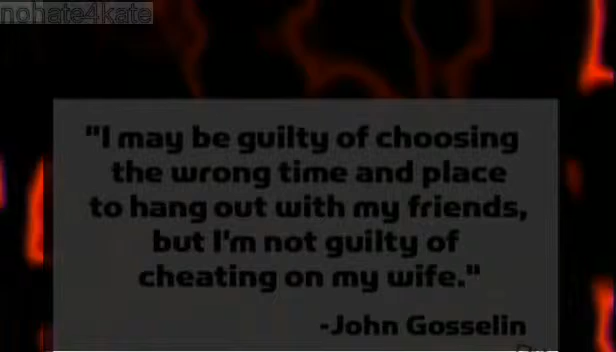 nohate4kate
"I may be guilty of choosing
the wrong time and place
to hang out with my friends,
but I'm not guilty of
cheating on my wife."
-John Gosselin